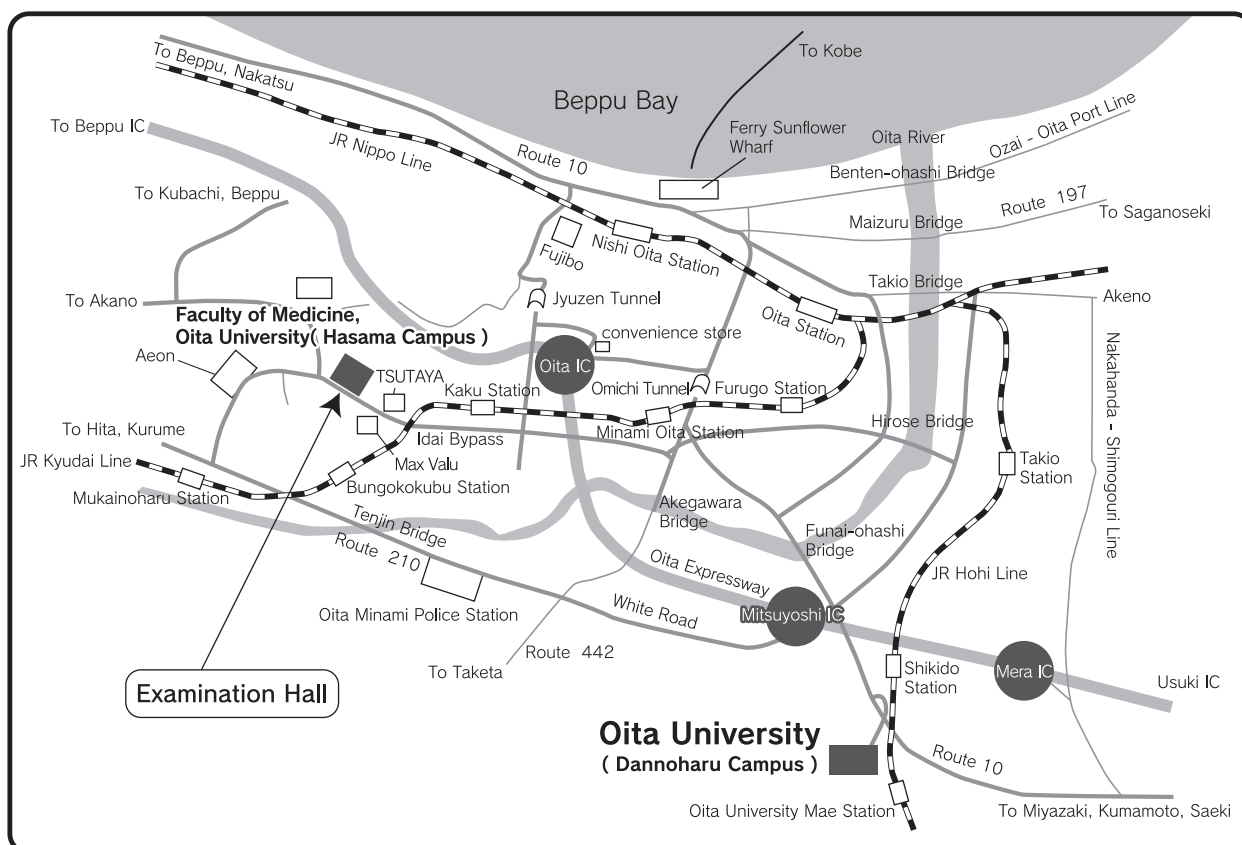 To Beppu, Nakatsu
To Kobe
Beppu Bay
To Beppu IC
JR Nippo Line
Route 10
Ferry Sunflower
Wharf
Oita River
Ozai - Oita Port Line
Benten-ohashi Bridge
To Kubachi, Beppu
Maizuru Bridge
Route 197
To Saganoseki
Fujibo
Nishi Oita Station
Takio Bridge
To Akano
Jyuzen Tunnel
Akeno
Faculty of Medicine,
Oita University( Hasama Campus )
Oita Station
convenience store
Aeon
TSUTAYA
Oita IC
Kaku Station
Omichi Tunnel
Furugo Station
Nakahanda - Shimogouri Line
Hirose Bridge
To Hita, Kurume
Idai Bypass
Minami Oita Station
JR Kyudai Line
Max Valu
Bungokokubu Station
Takio
Station
Mukainoharu Station
Akegawara
Bridge
Tenjin Bridge
Funai-ohashi
Bridge
Route 210
Oita Expressway
JR Hohi Line
Oita Minami Police Station
White Road
Mitsuyoshi IC
Route 442
To Taketa
Shikido
Station
Mera IC
Usuki IC
Examination Hall
Oita University
( Dannoharu Campus )
Route 10
Oita University Mae Station
To Miyazaki, Kumamoto, Saeki